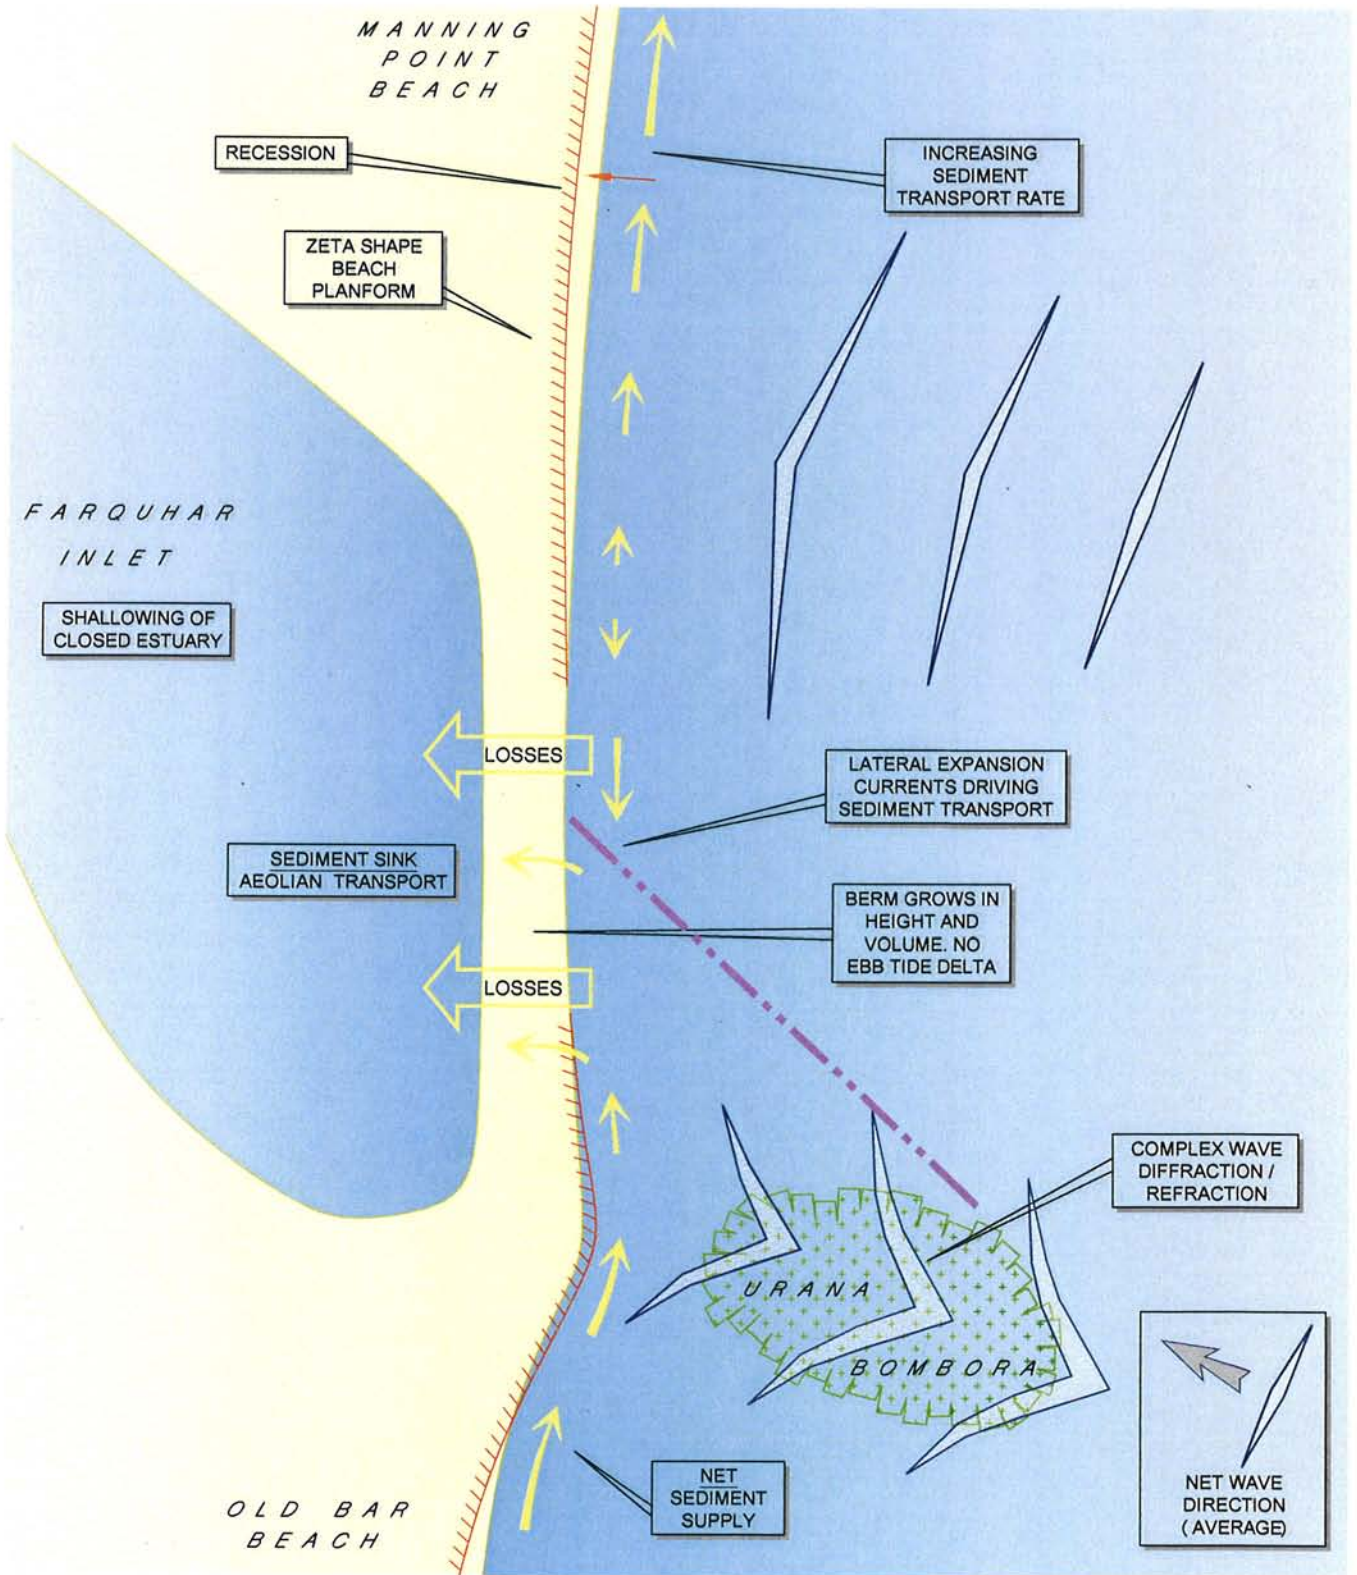 MANNING
POINT
BEACH
RECESSION
INCREASING
SEDIMENT
TRANSPORT RATE
ZETA SHAPE
BEACH
PLANFORM
FARQUHAR
INLET
SHALLOWING OF
CLOSED ESTUARY
LOSSES
LATERAL EXPANSION
CURRENTS DRIVING
SEDIMENT TRANSPORT
SEDIMENT SINK
AEOLIAN TRANSPORT
BERM GROWS IN
HEIGHT AND
VOLUME. NO
EBB TIDE DELTA
LOSSES
COMPLEX WAVE
DIFFRACTION /
REFRACTION
URANA
BOMBORA
NET
SEDIMENT
SUPPLY
NET WAVE
DIRECTION
( AVERAGE)
OLD BAR
BEACH